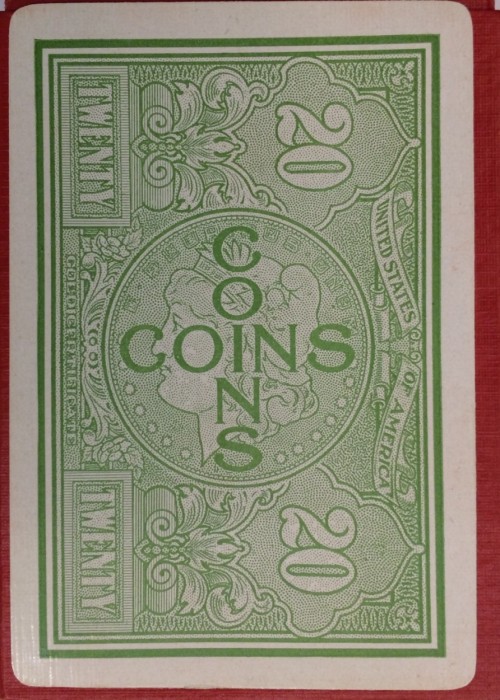 UNITED STATES OF AMERICA
20
20
COINS
COINS
TWENTY
TWENTY